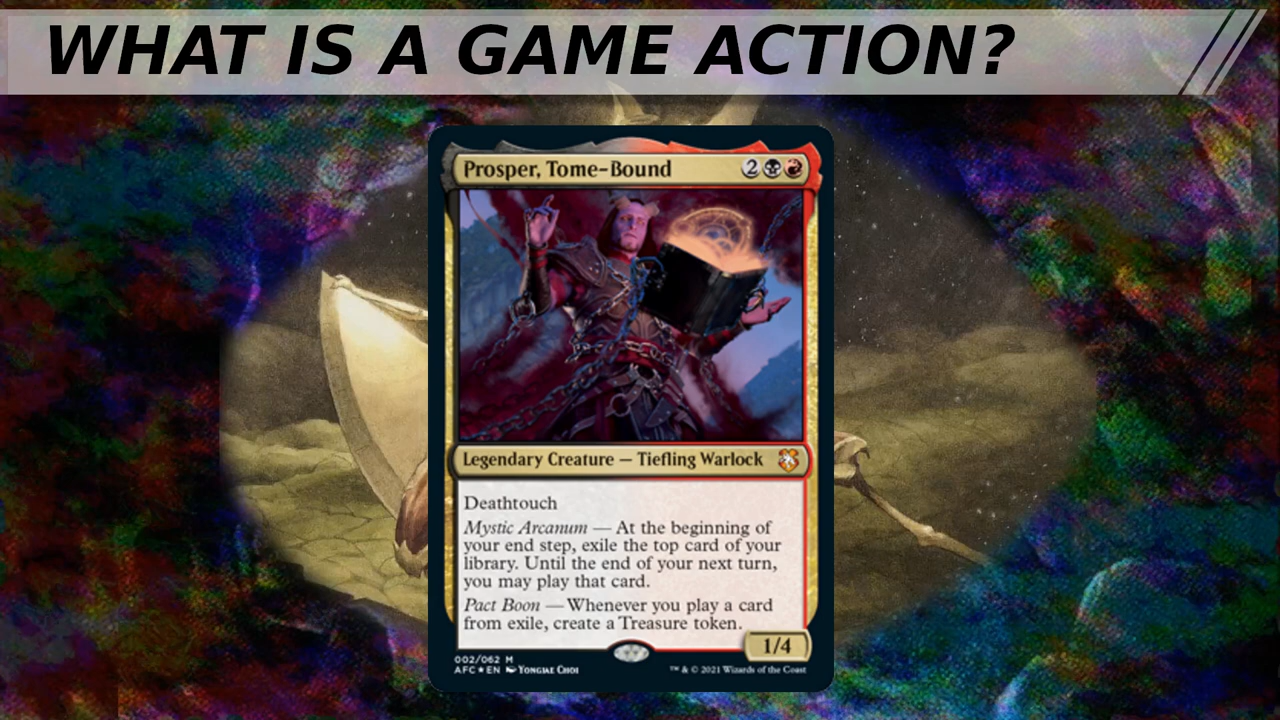 WHAT IS A GAME ACTION?
Prosper, Tome-Bound 2
Legendary Creature — Tiefling Warlock
Deathtouch
Mystic Arcanum — At the beginning of
your end step, exile the top card of your
library. Until the end of your next turn,
you may play that card.
Pact Boon — Whenever you play a card
from exile, create a Treasure token.
1/4
002/062 M
AFC★EN Yongjae Choi
™ & © 2021 Wizards of the Coast